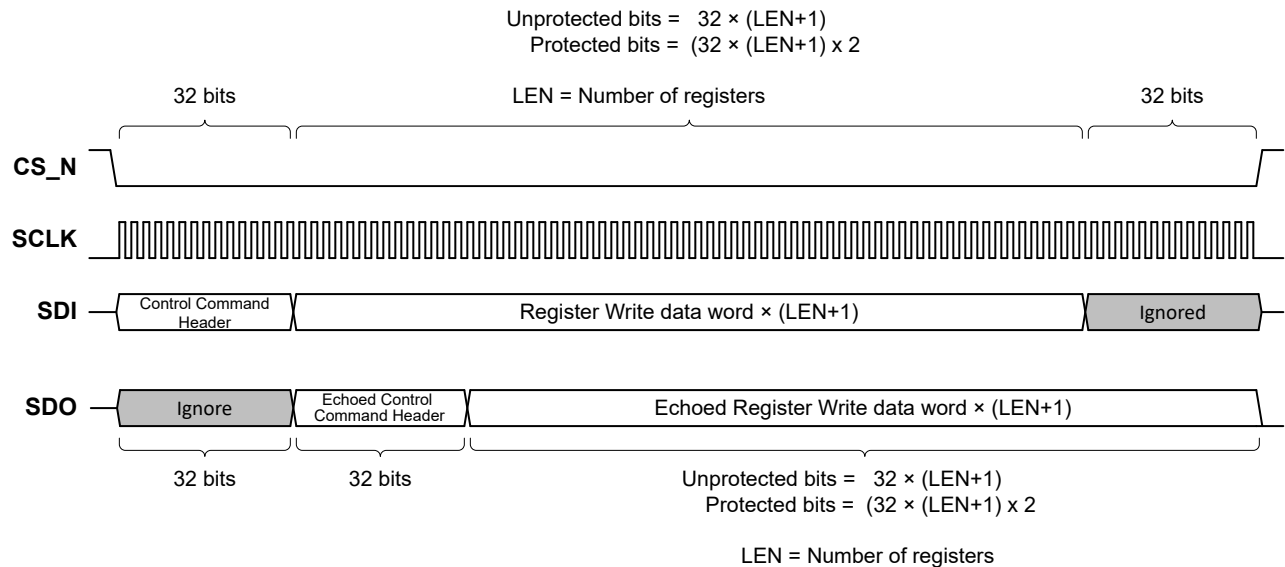 Unprotected bits = 32 × (LEN+1)
Protected bits = (32 × (LEN+1) x 2
32 bits
LEN = Number of registers
32 bits
CS_N
SCLK
SDI
Control Command
Header
Register Write data word × (LEN+1)
Ignored
SDO
Ignore
Echoed Control
Command Header
Echoed Register Write data word × (LEN+1)
32 bits
32 bits
Unprotected bits = 32 × (LEN+1)
Protected bits = (32 × (LEN+1) x 2
LEN = Number of registers